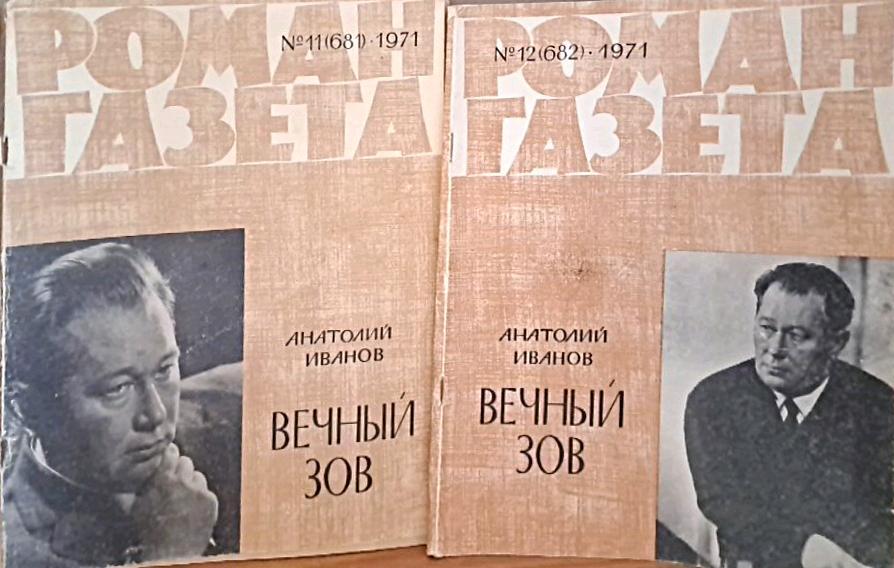 РОМАН
ГАЗЕТА
№11(681)·1971
АНАТОЛИЙ
ИВАНОВ
ВЕЧНЫЙ
ЗОВ
РОМАН
ГАЗЕТА
№12(682)·1971
АНАТОЛИЙ
ИВАНОВ
ВЕЧНЫЙ
ЗОВ